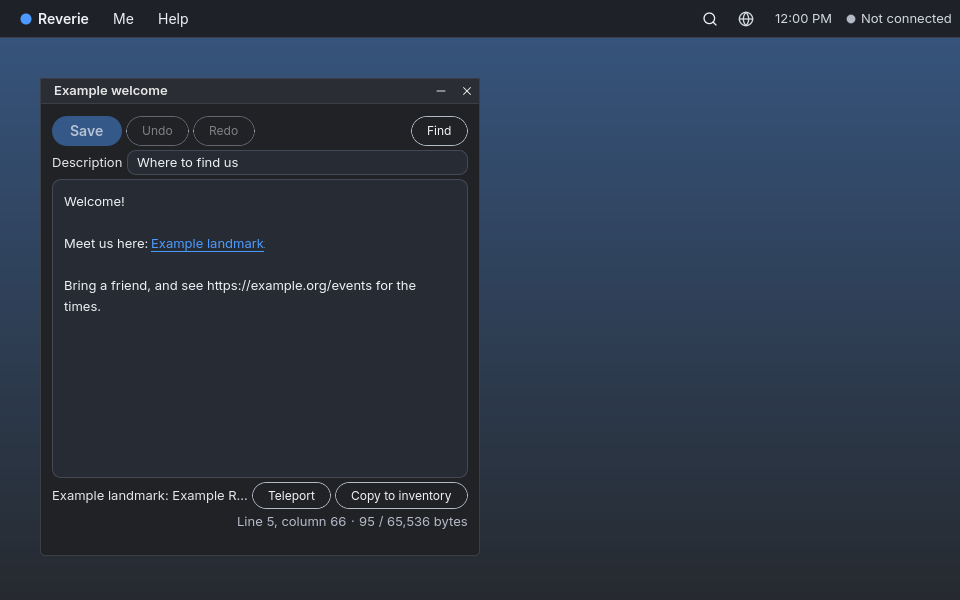 Reverie Me Help 12:00 PM Not connected
Example welcome
Save Undo Redo Find
Description Where to find us
Welcome!
Meet us here: Example landmark
Bring a friend, and see https://example.org/events for the
times.
Example landmark: Example R... Teleport Copy to inventory
Line 5, column 66 · 95 / 65,536 bytes